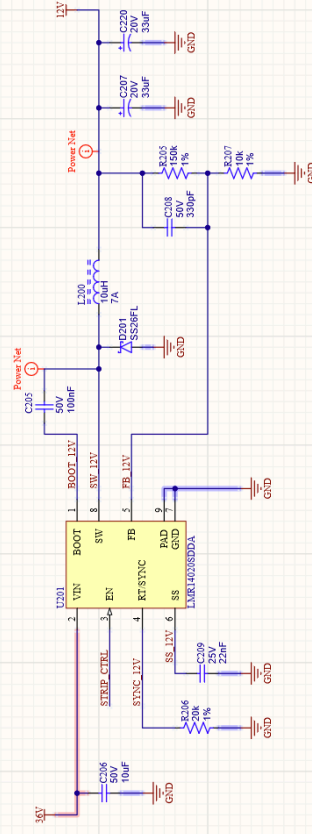 36V
C206
50V
10uF
GND
STRIP_CTRL
SYNC_12V
R206
20k
1%
GND
SS_12V
C209
25V
22nF
GND
U201
2
VIN
3
EN
4
RT/SYNC
6
SS
BOOT
1
SW
8
FB
5
PAD
9
GND
7
LMR14020SDDA
GND
BOOT_12V
SW_12V
FB_12V
C205
50V
100nF
Power Net
i
D201
SS26FL
GND
L200
10uH
7A
C208
50V
330pF
R205
150k
1%
R207
10k
1%
GND
Power Net
i
C207
20V
33uF
GND
C220
20V
33uF
GND
12V